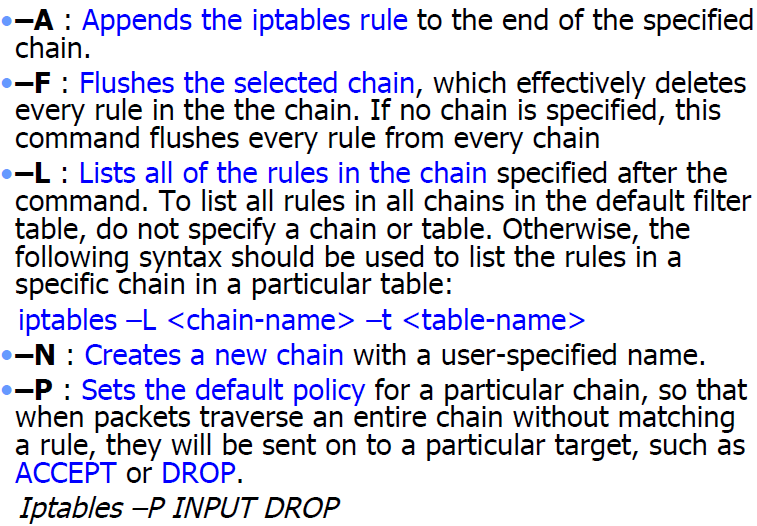 •–A : Appends the iptables rule to the end of the specified
chain.
•–F : Flushes the selected chain, which effectively deletes
every rule in the the chain. If no chain is specified, this
command flushes every rule from every chain
•–L : Lists all of the rules in the chain specified after the
command. To list all rules in all chains in the default filter
table, do not specify a chain or table. Otherwise, the
following syntax should be used to list the rules in a
specific chain in a particular table:
iptables –L <chain-name> –t <table-name>
•–N : Creates a new chain with a user-specified name.
•–P : Sets the default policy for a particular chain, so that
when packets traverse an entire chain without matching
a rule, they will be sent on to a particular target, such as
ACCEPT or DROP.
Iptables –P INPUT DROP